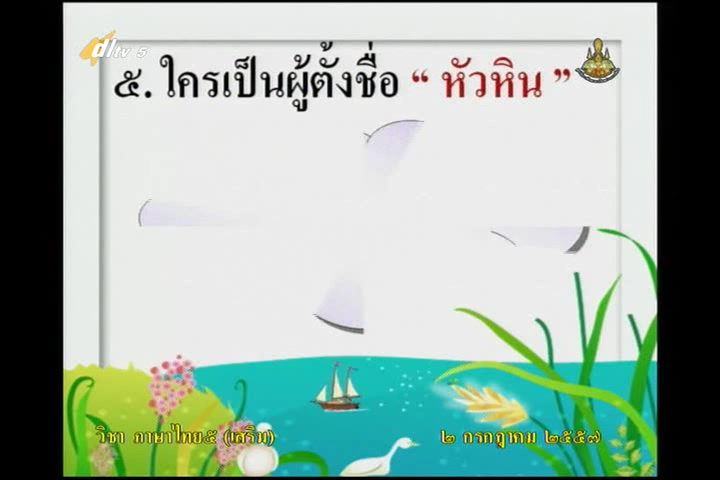 dltv 5
๕. ใครเป็นผู้ตั้งชื่อ “ หัวหิน ”
วิชา ภาษาไทย๕ (เสริม)
๒ กรกฎาคม ๒๕๕๗